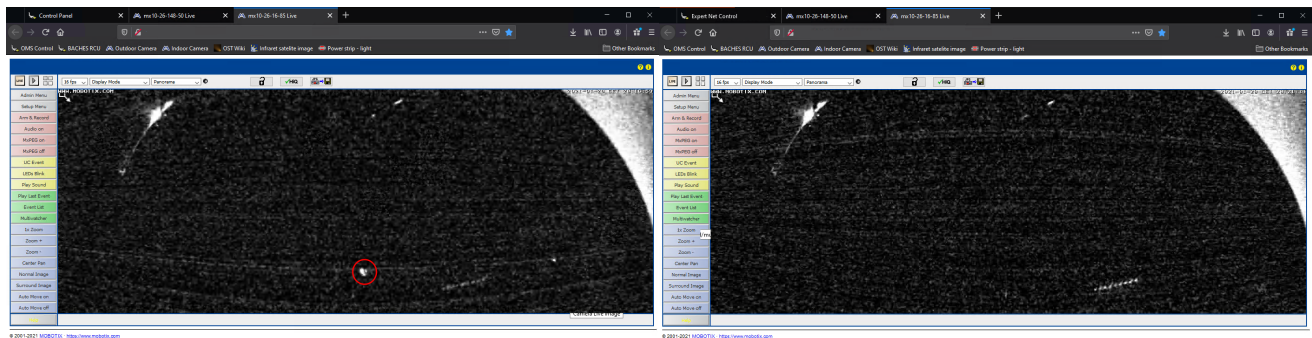 Control Panel
mx10-26-148-50 Live
mx10-26-16-85 Live
OMS Control
BACHES RCU
Outdoor Camera
Indoor Camera
OST Wiki
Infraret satelite image
Power strip - light
Other Bookmarks
16 fps
Display Mode
Panorama
HQ
Admin Menu
Setup Menu
Arm & Record
Audio on
MxPEG on
MxPEG off
UC Event
LEDs Blink
Play Sound
Play Last Event
Event List
Multiwatcher
1x Zoom
Zoom +
Zoom -
Center Pan
Normal Image
Surround Image
Auto Move on
Auto Move off
WWW.MOBOTIX.COM
Camera Live Image
© 2001-2021 MOBOTIX · https://www.mobotix.com
Expert Net Control
mx10-26-148-50 Live
mx10-26-16-85 Live
OMS Control
BACHES RCU
Outdoor Camera
Indoor Camera
OST Wiki
Infraret satelite image
Power strip - light
Other Bookmarks
16 fps
Display Mode
Panorama
HQ
Admin Menu
Setup Menu
Arm & Record
Audio on
MxPEG on
MxPEG off
UC Event
LEDs Blink
Play Sound
Play Last Event
Event List
Multiwatcher
1x Zoom
Zoom +
Zoom -
Center Pan
Normal Image
Surround Image
Auto Move on
Auto Move off
WWW.MOBOTIX.COM
© 2001-2021 MOBOTIX · https://www.mobotix.com